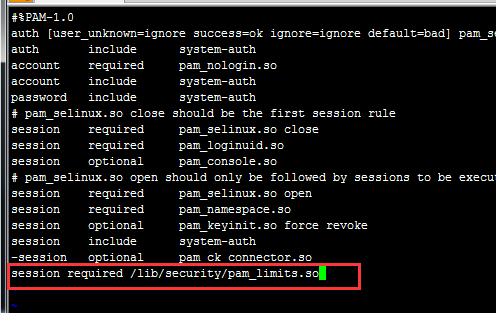 #%PAM-1.0
auth [user_unknown=ignore success=ok ignore=ignore default=bad] pam_se
auth       include      system-auth
account    required     pam_nologin.so
account    include      system-auth
password   include      system-auth
# pam_selinux.so close should be the first session rule
session    required     pam_selinux.so close
session    required     pam_loginuid.so
session    optional     pam_console.so
# pam_selinux.so open should only be followed by sessions to be execut
session    required     pam_selinux.so open
session    required     pam_namespace.so
session    optional     pam_keyinit.so force revoke
session    include      system-auth
-session   optional     pam_ck_connector.so
session required /lib/security/pam_limits.so
~